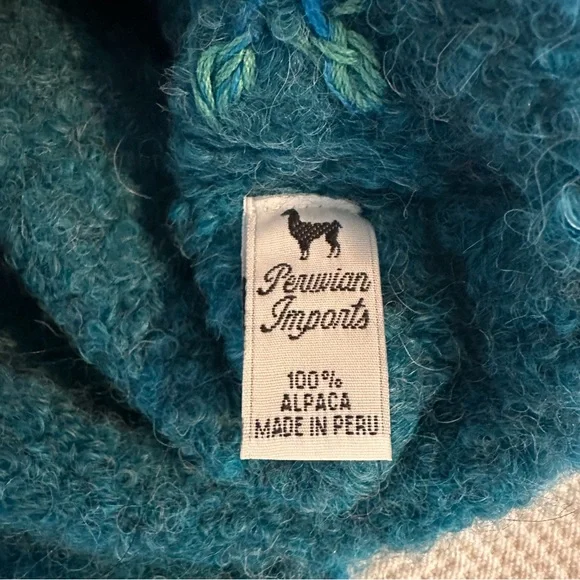 Peruvian
Imports
100%
ALPACA
MADE IN PERU